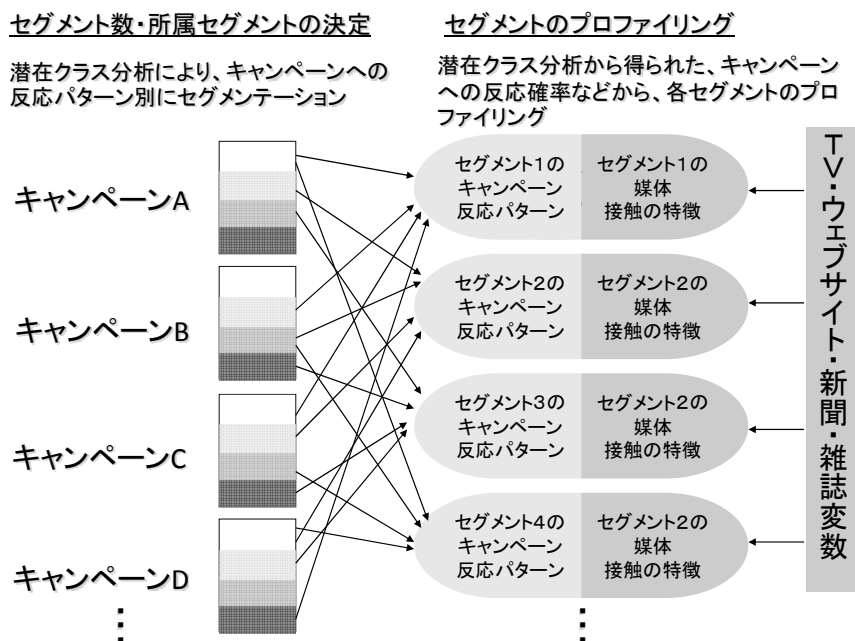 セグメント数・所属セグメントの決定
潜在クラス分析により、キャンペーンへの
反応パターン別にセグメンテーション
キャンペーンA
キャンペーンB
キャンペーンC
キャンペーンD
⋮
セグメントのプロファイリング
潜在クラス分析から得られた、キャンペーン
への反応確率などから、各セグメントのプロ
ファイリング
セグメント1の
キャンペーン
反応パターン
セグメント1の
媒体
接触の特徴
セグメント2の
キャンペーン
反応パターン
セグメント2の
媒体
接触の特徴
セグメント3の
キャンペーン
反応パターン
セグメント2の
媒体
接触の特徴
セグメント4の
キャンペーン
反応パターン
セグメント2の
媒体
接触の特徴
⋮
TV・ウェブサイト・新聞・雑誌変数